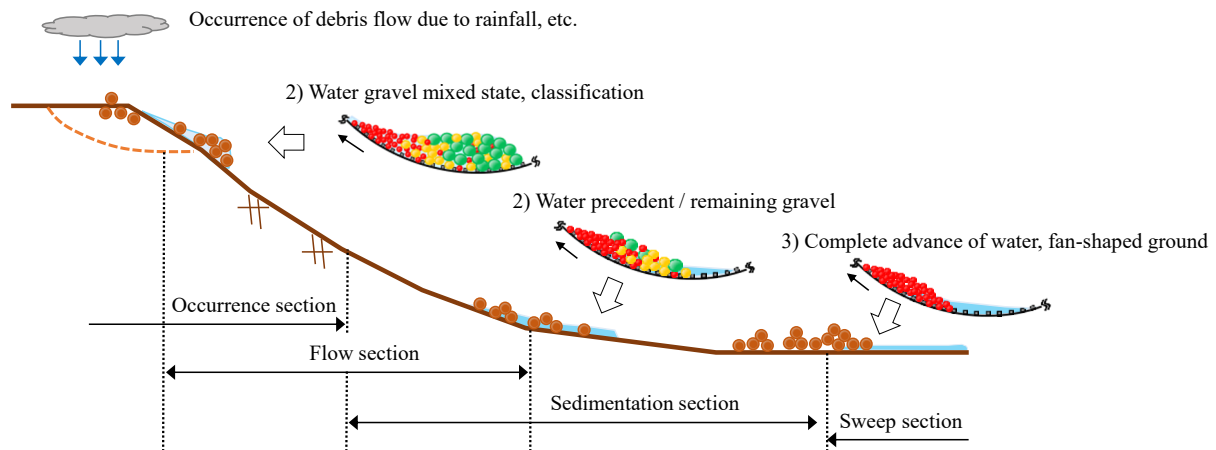 Occurrence of debris flow due to rainfall, etc.
2) Water gravel mixed state, classification
2) Water precedent / remaining gravel
3) Complete advance of water, fan-shaped ground
Occurrence section
Flow section
Sedimentation section
Sweep section